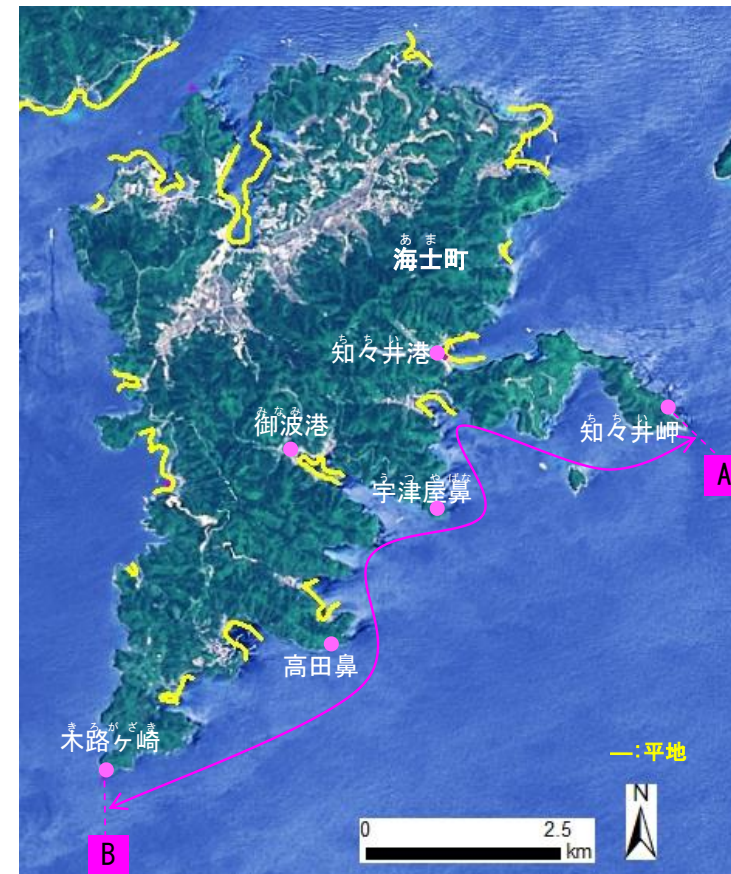 あま
海士町
ちちい
知々井港
みなみ
御波港
ちちい
知々井岬
A
うつやばな
宇津屋鼻
高田鼻
きろがざき
木路ヶ崎
B
―:平地
N
0 2.5
km